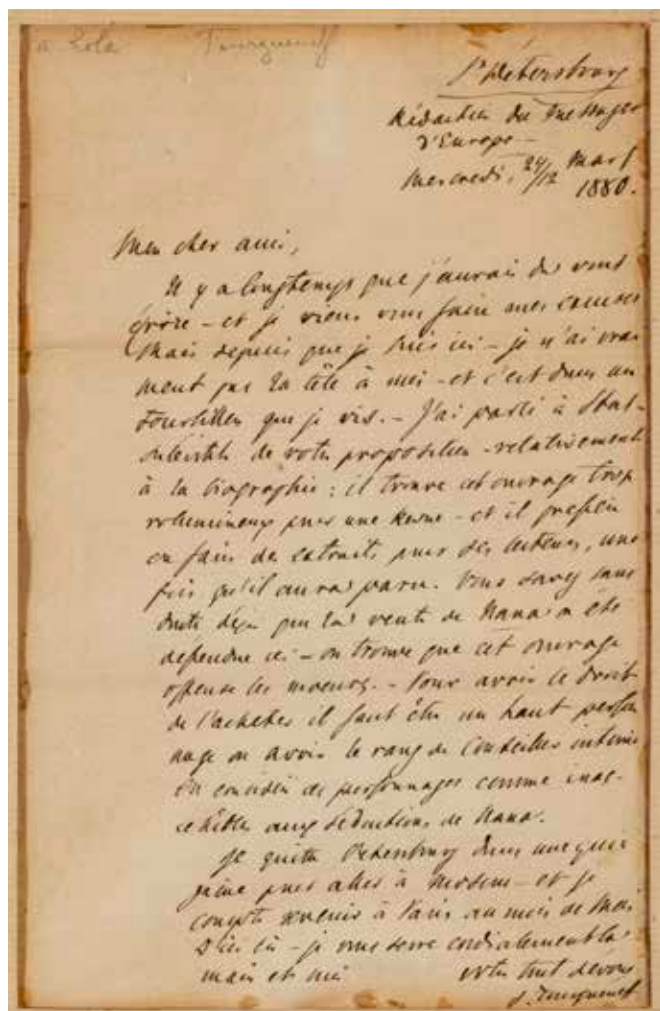 a Zola Tourgueneff
St Pétersbourg
Rédaction du Messager
d'Europe –
Mercredi, 24/12 Mars
1880.
Mon cher ami,
Il y a longtemps que j'aurais dû vous
écrire – et je viens vous faire mes excuses
Mais depuis que je suis ici – je n'ai vrai
ment pas la tête à moi – et c'est dans un
tourbillon que je vis. – J'ai parlé à Stas-
sulévitch de votre proposition – relativement
à la biographie : il trouve cet ouvrage trop
volumineux pour une Revue – et il préfère
en faire des extraits pour ses lecteurs, une
fois qu'il aura paru. Vous savez sans
doute déjà que la vente de Nana a été
défendue ici – on trouve que cet ouvrage
offense les moeurs. – Pour avoir le droit
de l'acheter il faut être un haut person
nage ou avoir le rang de Conseiller intime
On considère ces personnages comme inac-
cessibles aux séductions de Nana.
Je quitte Pétersbourg dans une quin
zaine pour aller à Moscou – et je
compte revenir à Paris au mois de Mai
D'ici là – je vous serre cordialement la
main et suis votre tout dévoué
J. Tourgueneff